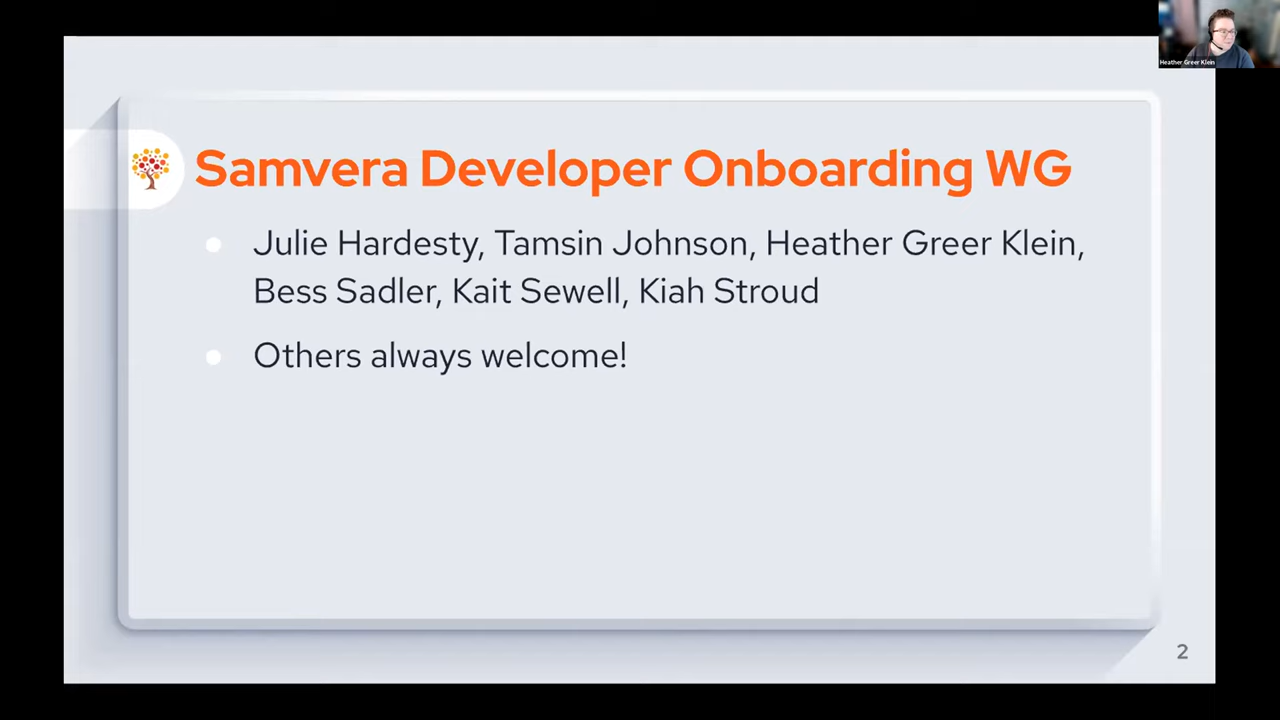 Heather Greer Klein
Samvera Developer Onboarding WG
Julie Hardesty, Tamsin Johnson, Heather Greer Klein,
Bess Sadler, Kait Sewell, Kiah Stroud
Others always welcome!
2